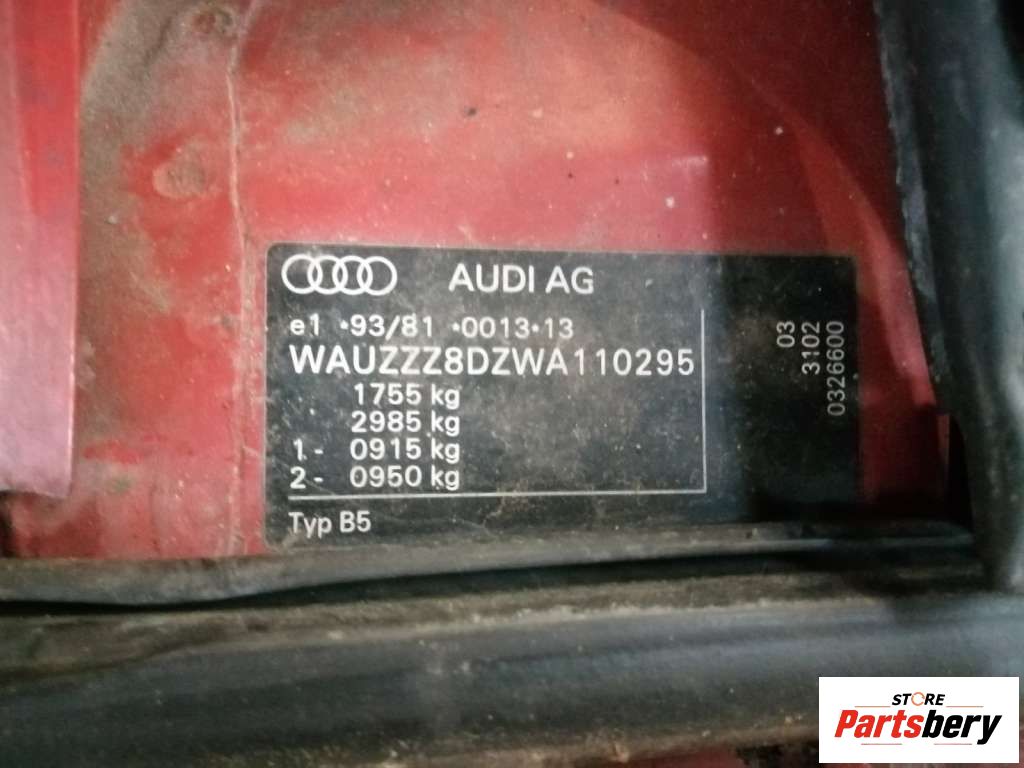 AUDI AG
e1 •93/81 •0013•13
WAUZZZ8DZWA110295
1755 kg
2985 kg
1- 0915 kg
2- 0950 kg
Typ B5
03
3102
0326600
STORE
Partsbery